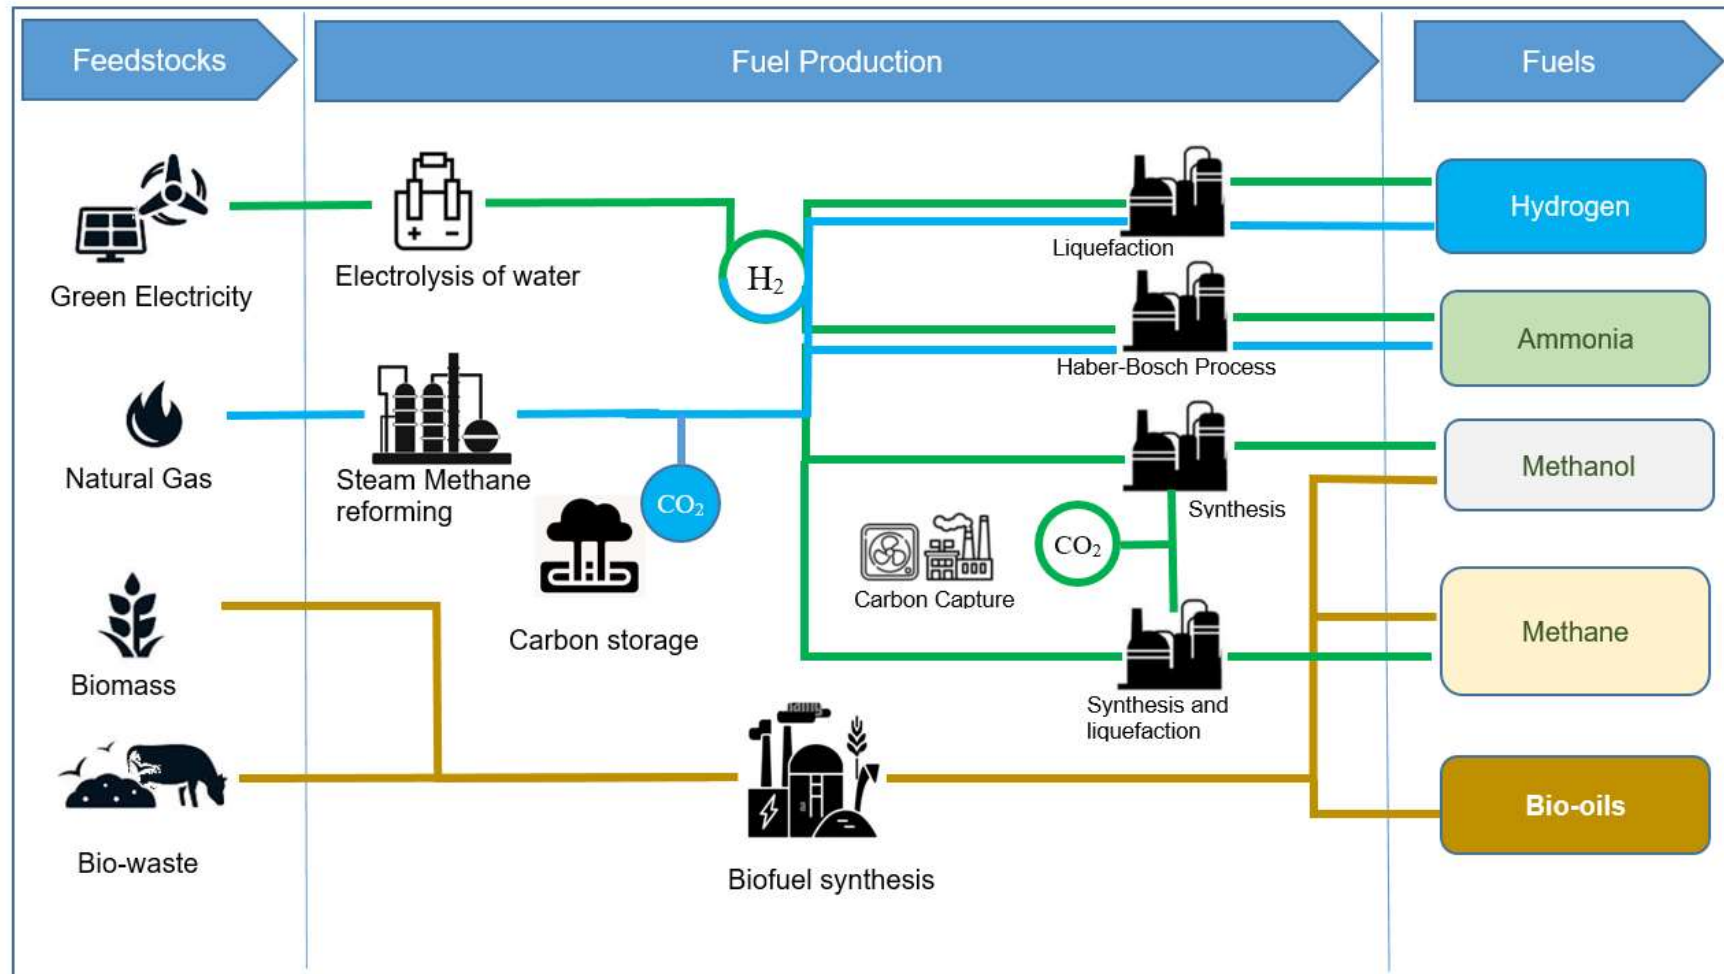 Feedstocks
Fuel Production
Fuels
Green Electricity
Electrolysis of water
H₂
Liquefaction
Hydrogen
Haber-Bosch Process
Ammonia
Natural Gas
Steam Methane
reforming
CO₂
Carbon storage
Synthesis
Methanol
CO₂
Carbon Capture
Biomass
Synthesis and
liquefaction
Methane
Bio-waste
Biofuel synthesis
Bio-oils